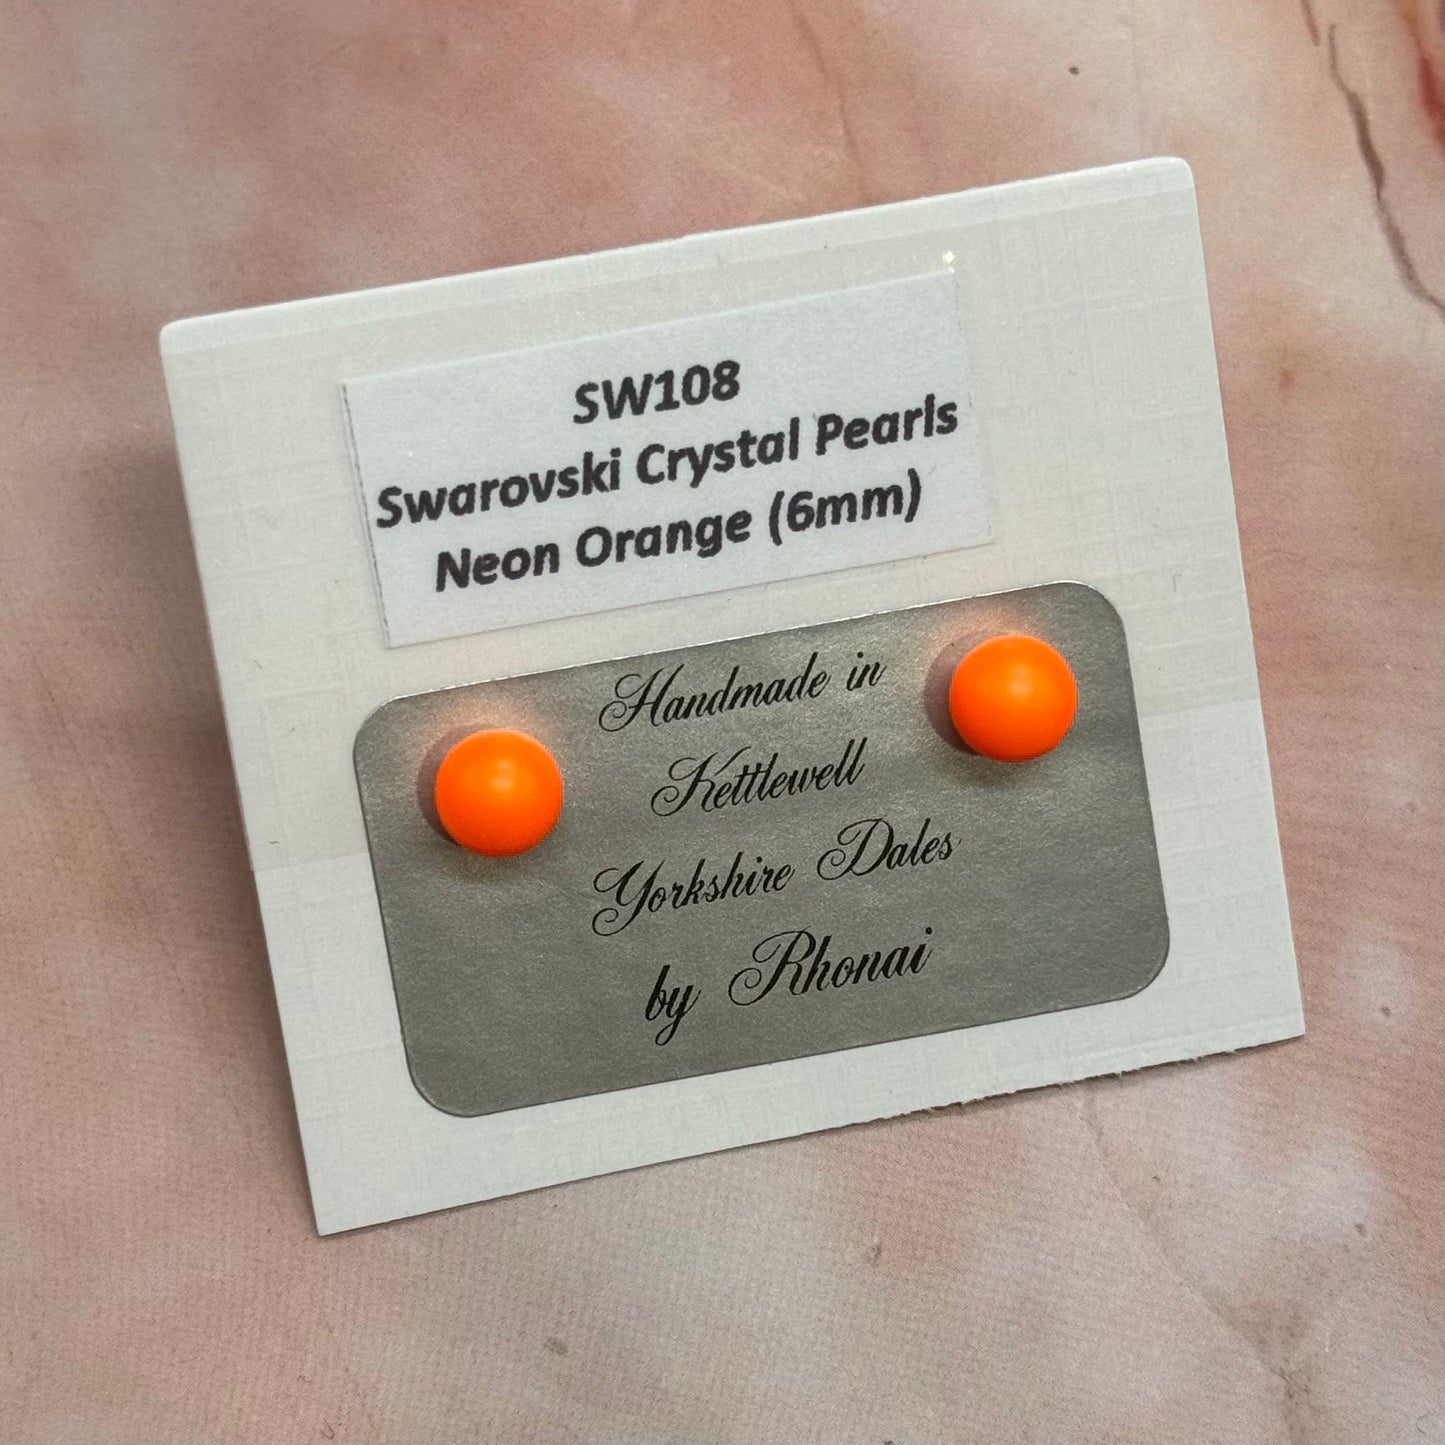 SW108
Swarovski Crystal Pearls
Neon Orange (6mm)
Handmade in
Kettlewell
Yorkshire Dales
by Rhonai